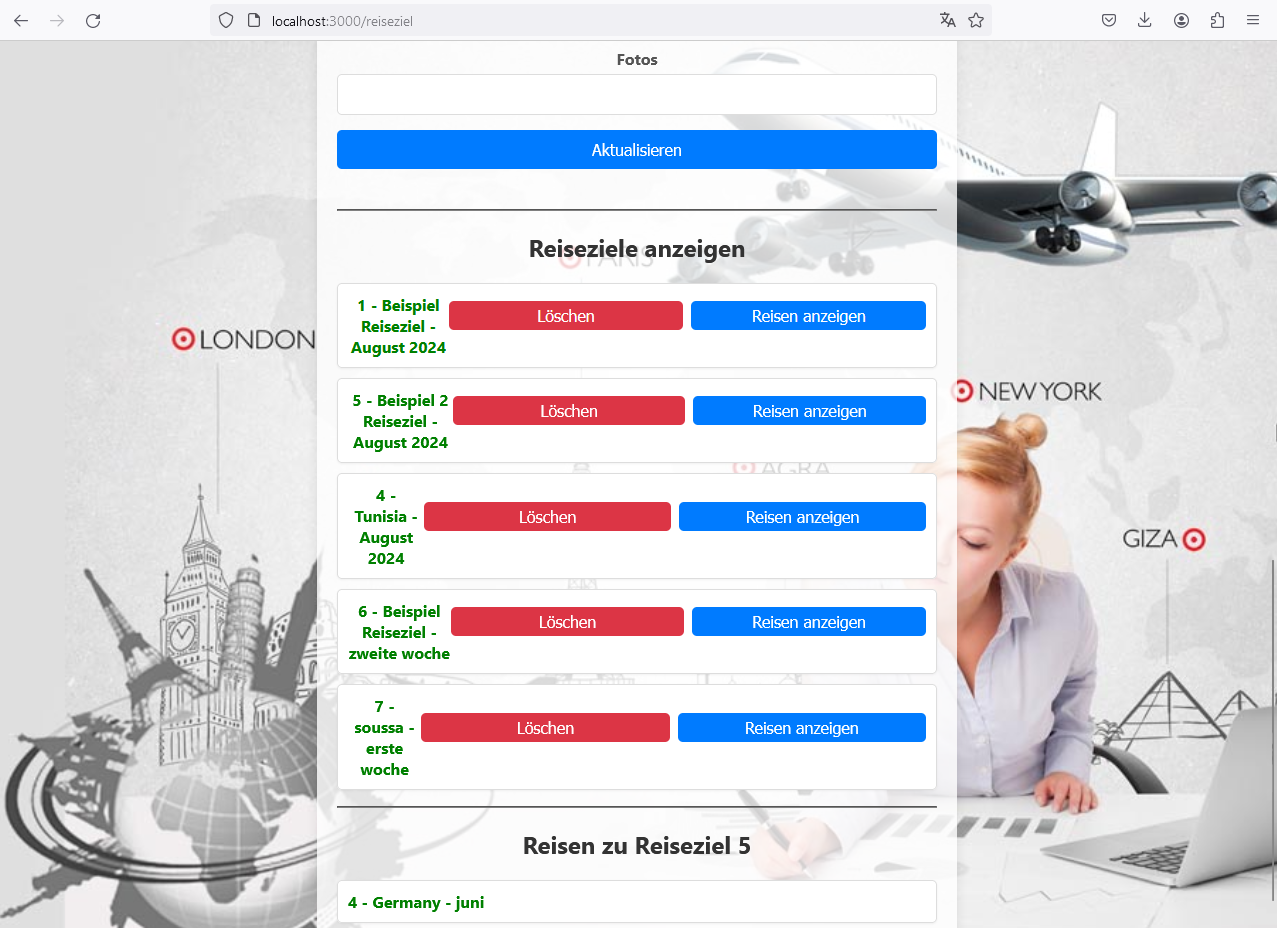 localhost:3000/reiseziel
Fotos
Aktualisieren
Reiseziele anzeigen
PARIS
1 - Beispiel
Reiseziel -
August 2024
Löschen
Reisen anzeigen
LONDON
5 - Beispiel 2
Reiseziel -
August 2024
Löschen
Reisen anzeigen
NEW YORK
AGRA
4 -
Tunisia -
August
2024
Löschen
Reisen anzeigen
GIZA
6 - Beispiel
Reiseziel -
zweite woche
Löschen
Reisen anzeigen
7 -
soussa -
erste
woche
Löschen
Reisen anzeigen
Reisen zu Reiseziel 5
4 - Germany - juni